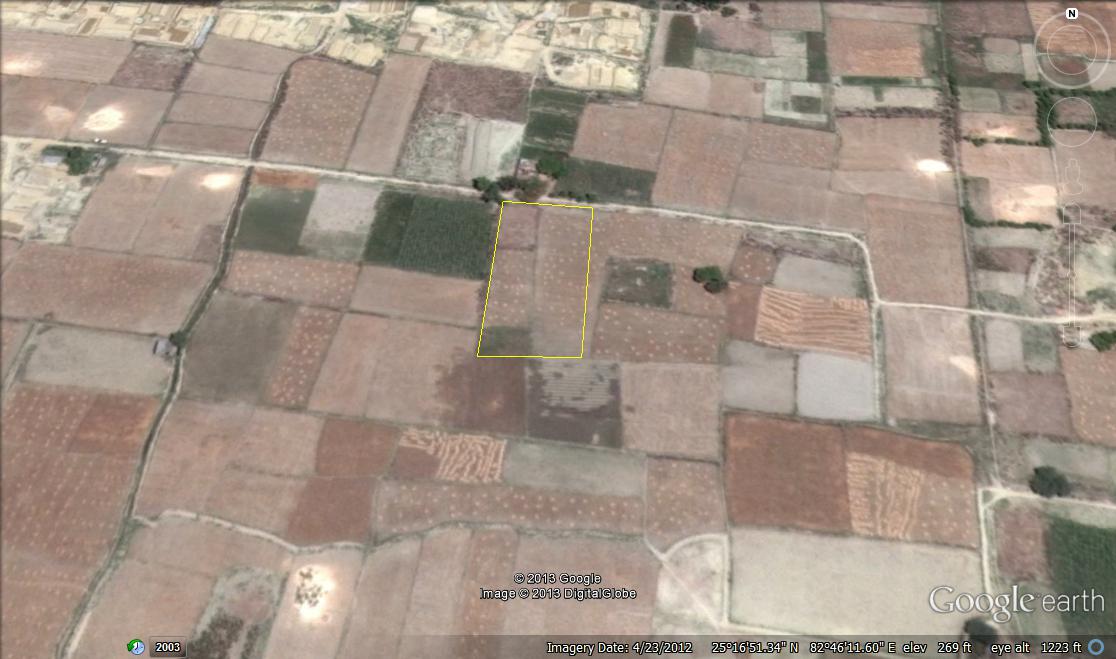 N
© 2013 Google
Image © 2013 DigitalGlobe
Google earth
2003
Imagery Date: 4/23/2012 25°16'51.34" N 82°46'11.60" E elev 269 ft eye alt 1223 ft